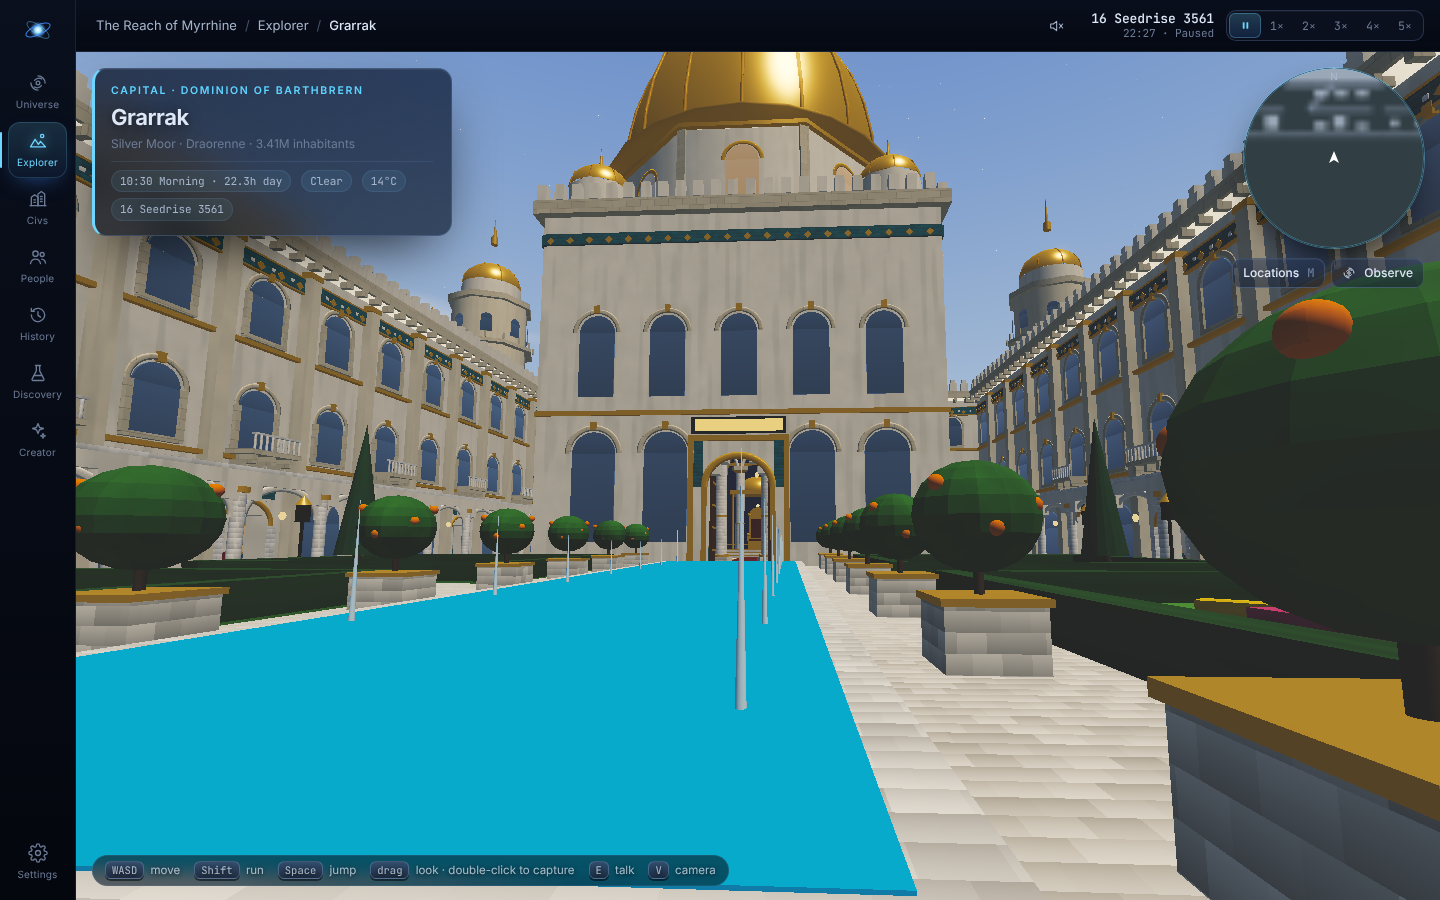 The Reach of Myrrhine / Explorer / Grarrak
16 Seedrise 3561
22:27 · Paused
1×
2×
3×
4×
5×
Universe
Explorer
Civs
People
History
Discovery
Creator
Settings
CAPITAL · DOMINION OF BARTHBRERN
Grarrak
Silver Moor · Draorenne · 3.41M inhabitants
10:30 Morning · 22.3h day
Clear
14°C
16 Seedrise 3561
N
Locations M
Observe
WASD move Shift run Space jump drag look · double-click to capture E talk V camera